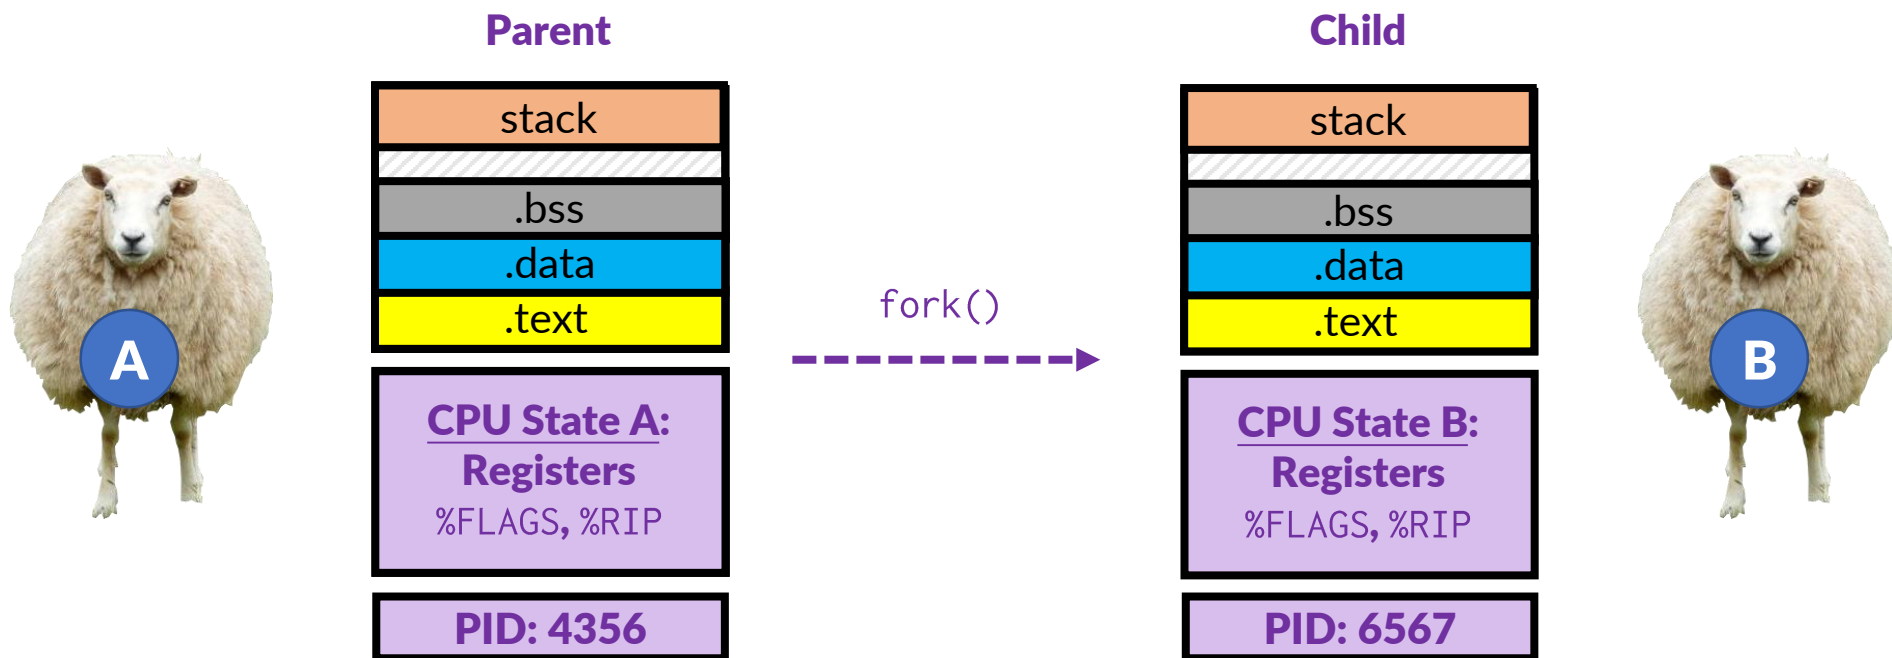 Parent
Child
stack
.bss
.data
.text
A
CPU State A:
Registers
%FLAGS, %RIP
PID: 4356
fork()
stack
.bss
.data
.text
B
CPU State B:
Registers
%FLAGS, %RIP
PID: 6567